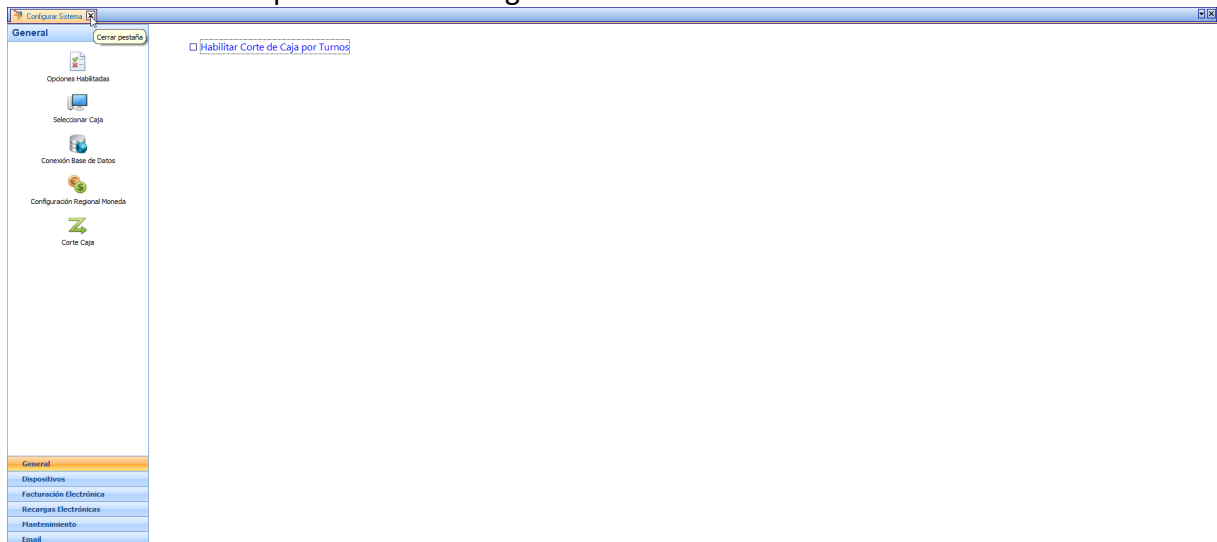 Configurar Sistema
General
Cerrar pestaña
Habilitar Corte de Caja por Turnos
Opciones Habilitadas
Seleccionar Caja
Conexión Base de Datos
Configuración Regional Moneda
Corte Caja
General
Dispositivos
Facturación Electrónica
Recargas Electrónicas
Mantenimiento
Email